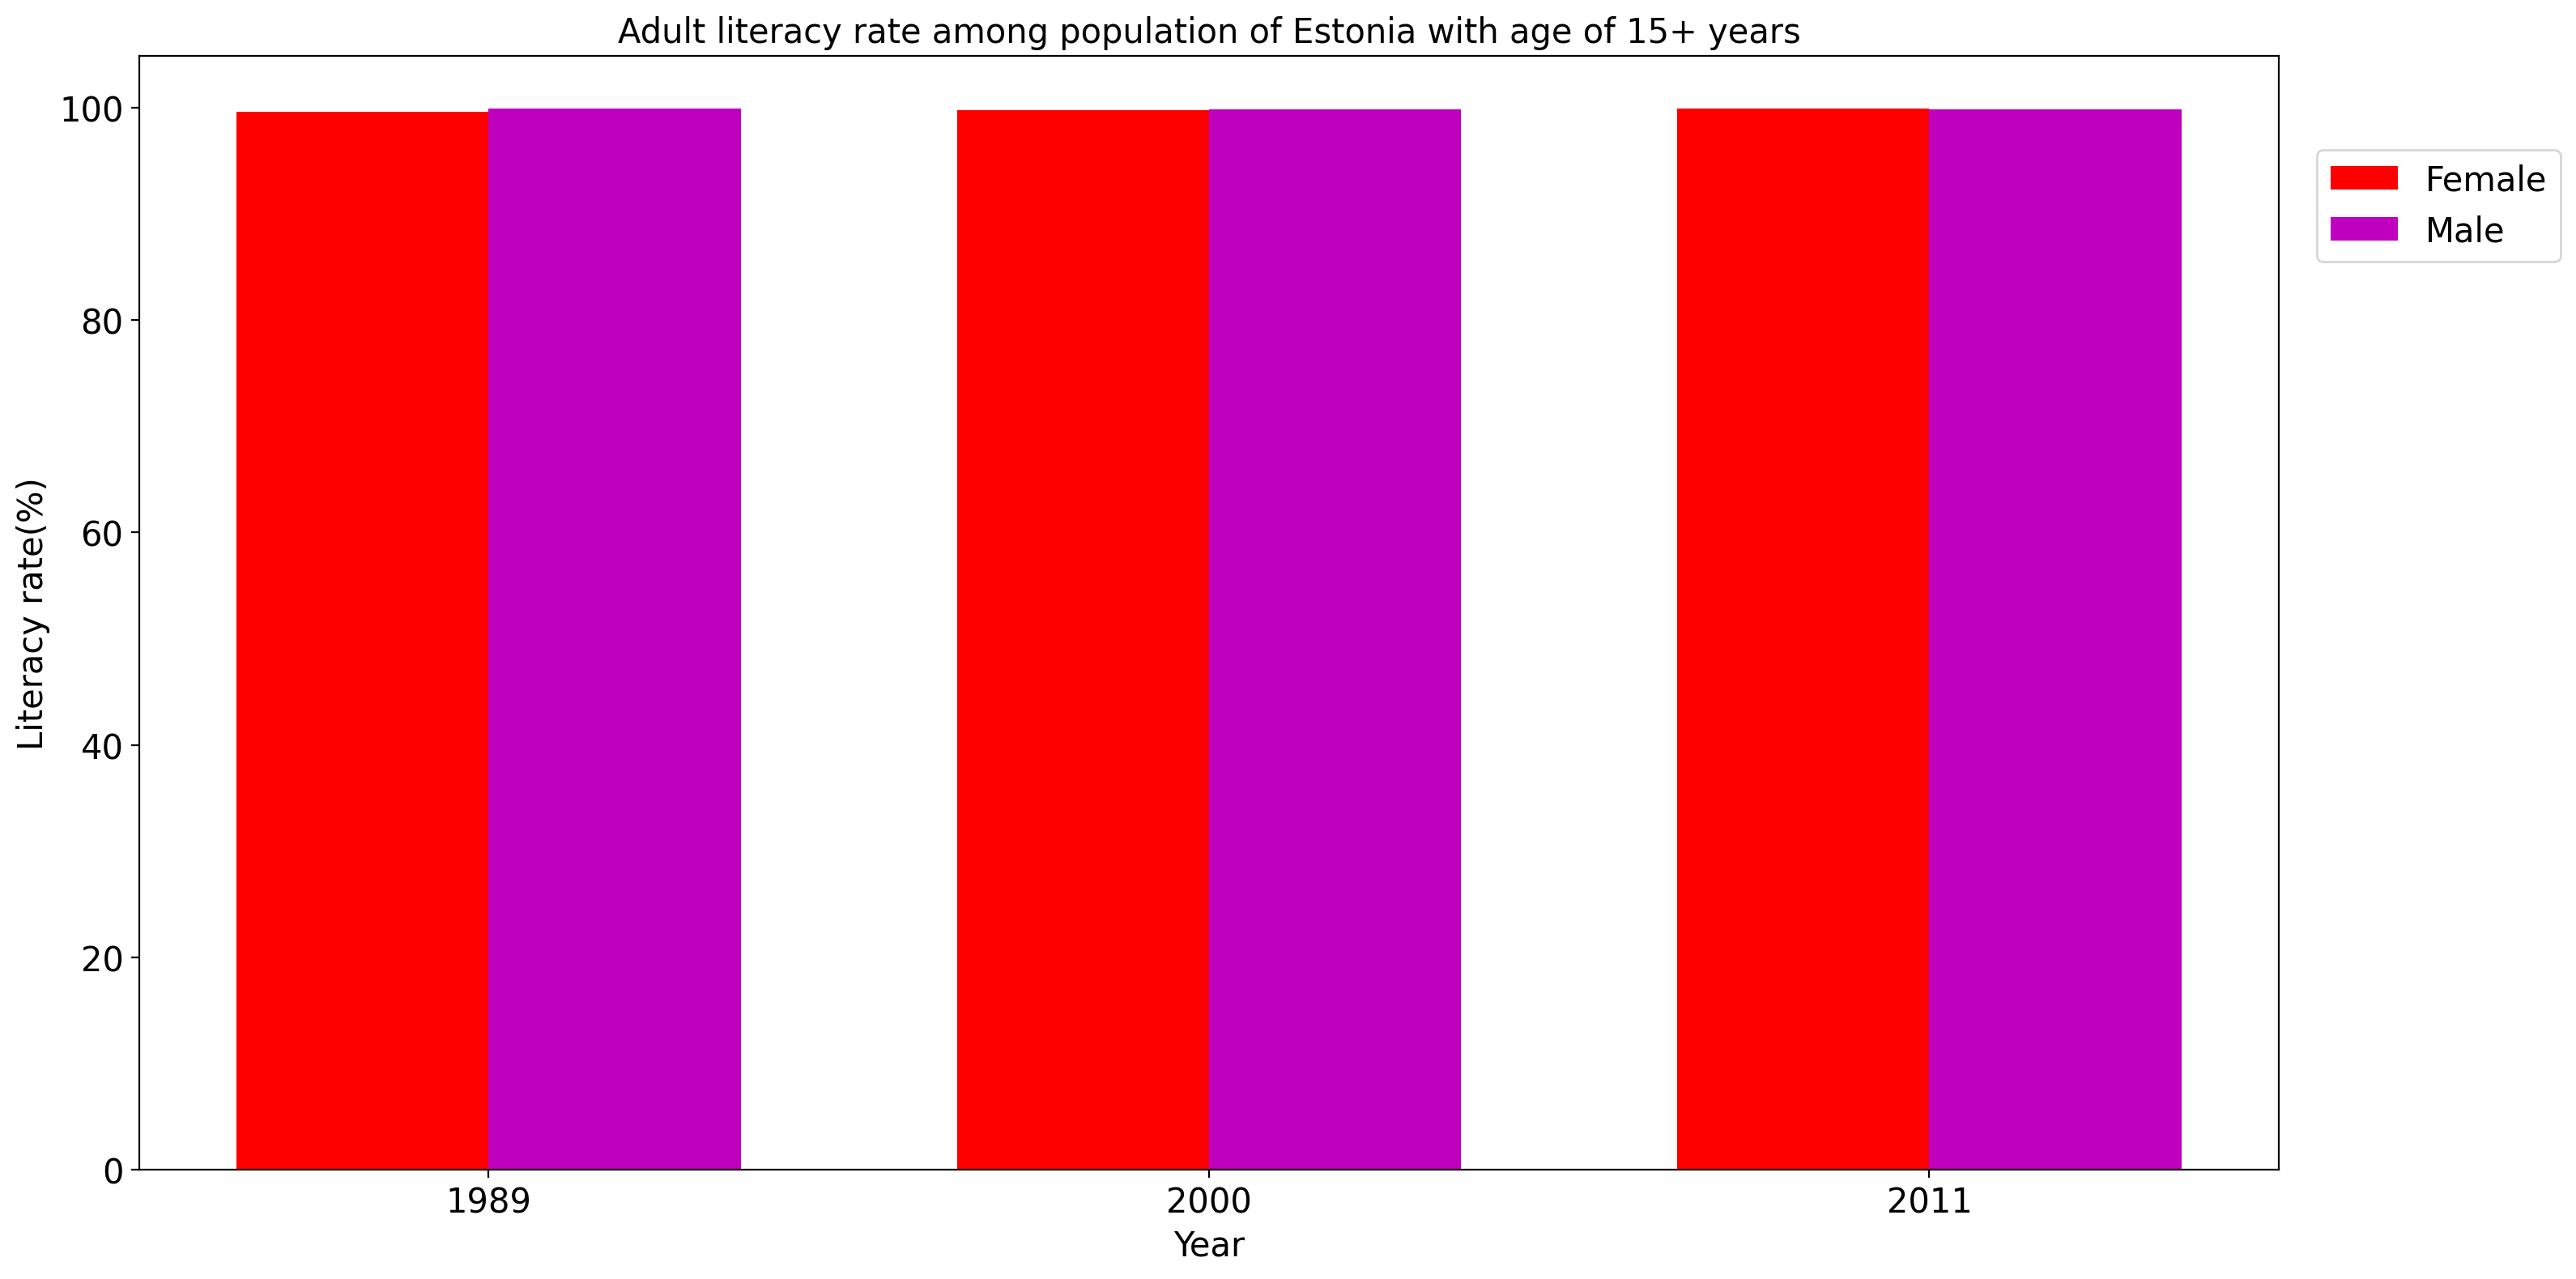 Adult literacy rate among population of Estonia with age of 15+ years
100
80
60
40
20
0
Literacy rate(%)
1989
2000
2011
Year
Female
Male